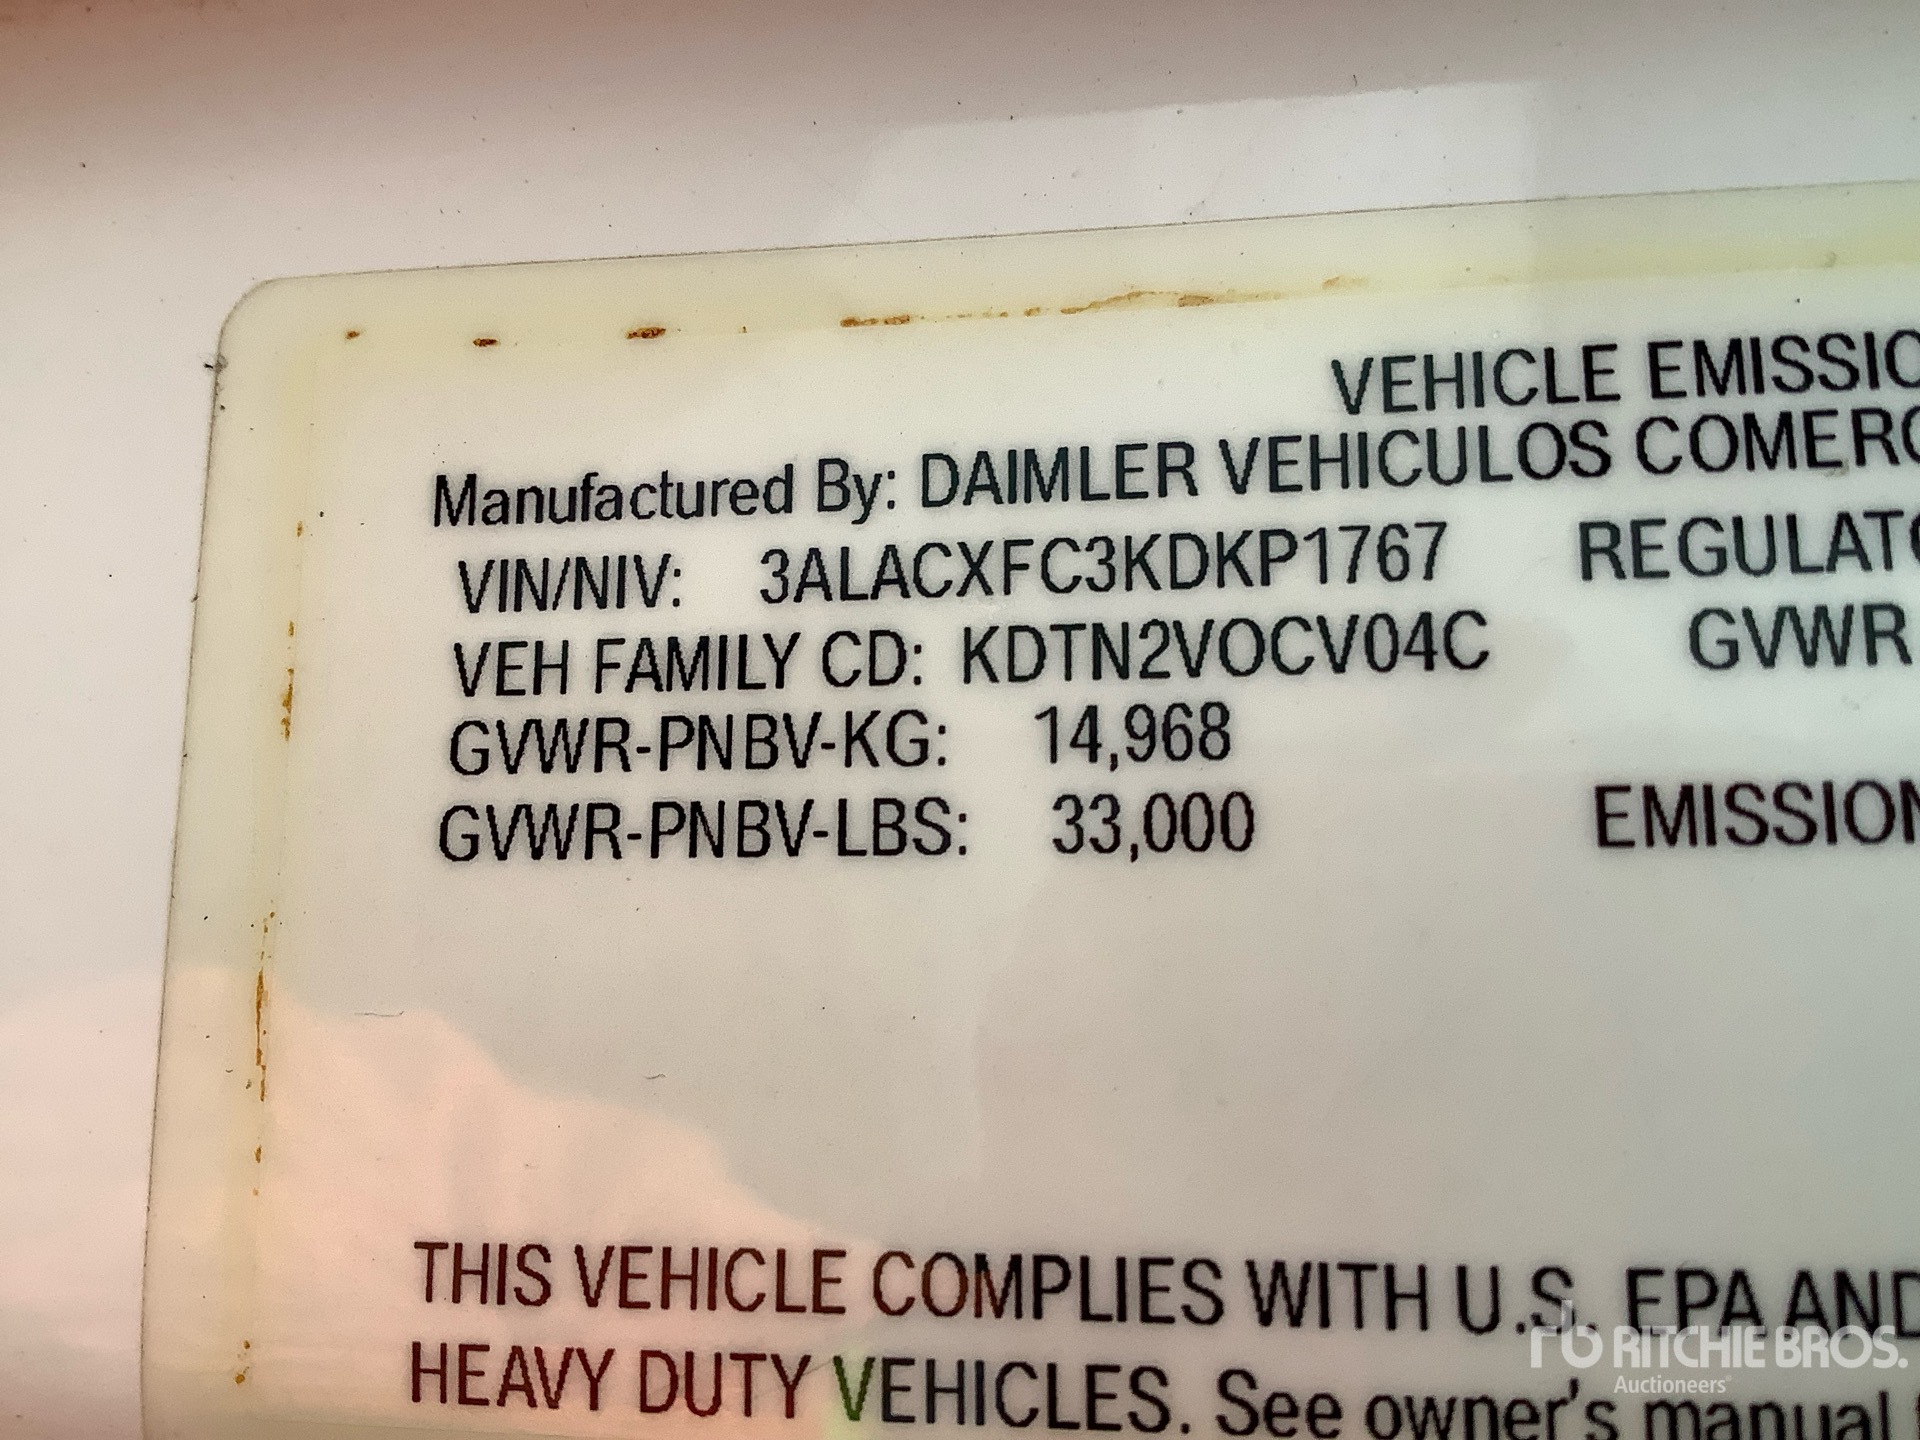 VEHICLE EMISSIO
Manufactured By: DAIMLER VEHICULOS COMERC
VIN/NIV: 3ALACXFC3KDKP1767 REGULATO
VEH FAMILY CD: KDTN2VOCV04C GVWR
GVWR-PNBV-KG: 14,968
GVWR-PNBV-LBS: 33,000 EMISSION
THIS VEHICLE COMPLIES WITH U.S. EPA AND
HEAVY DUTY VEHICLES. See owner's manual
rb RITCHIE BROS.
Auctioneers